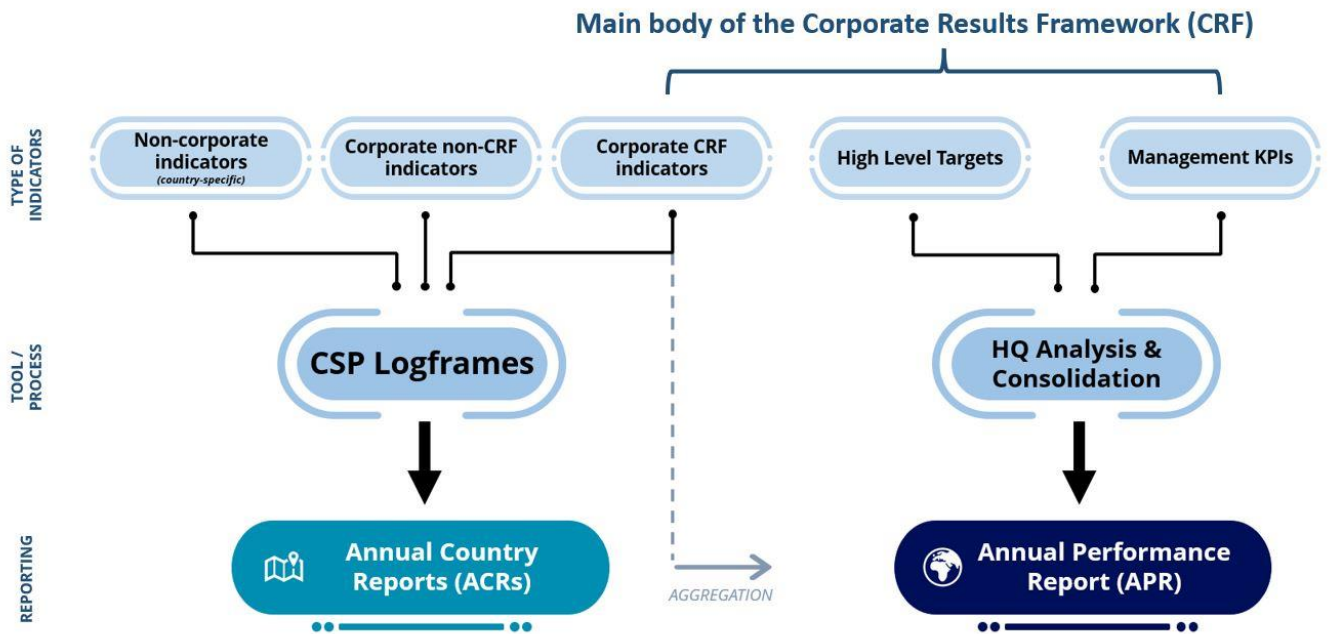 Main body of the Corporate Results Framework (CRF)
TYPE OF
INDICATORS
Non-corporate
indicators
(country-specific)
Corporate non-CRF
indicators
Corporate CRF
indicators
High Level Targets
Management KPIs
TOOL /
PROCESS
CSP Logframes
HQ Analysis &
Consolidation
REPORTING
Annual Country
Reports (ACRs)
AGGREGATION
Annual Performance
Report (APR)